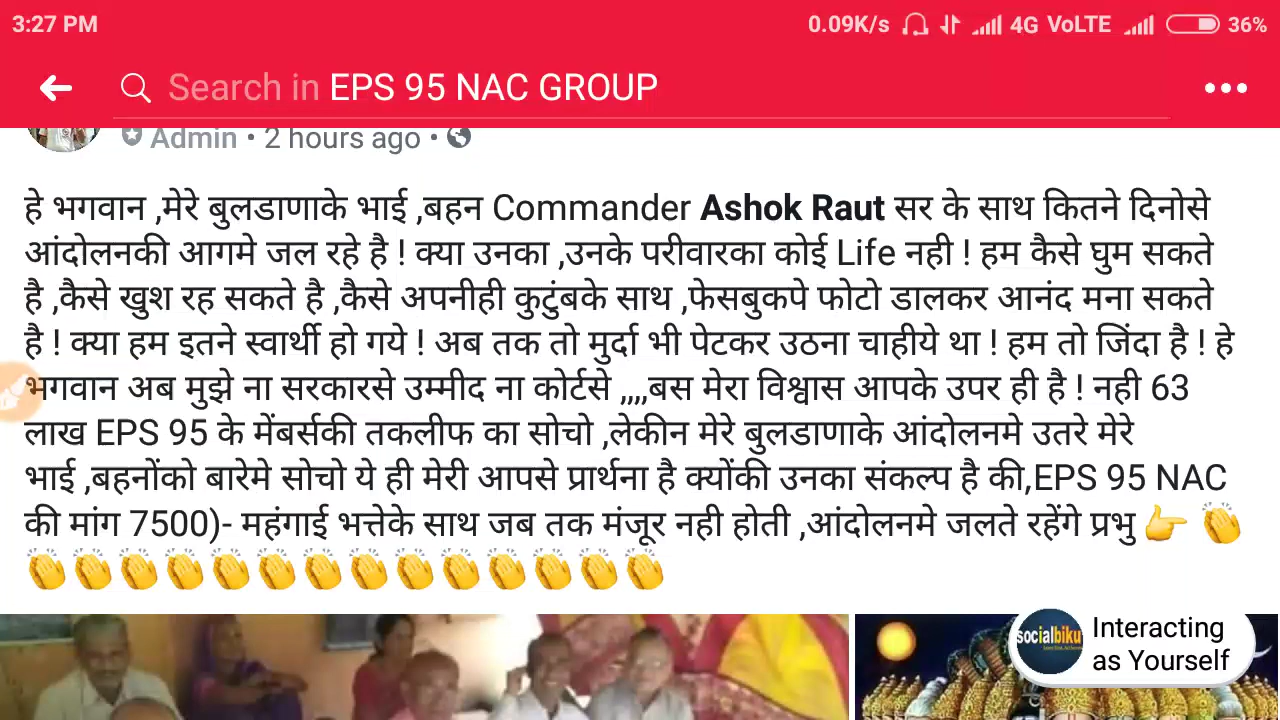 3:27 PM 0.09K/s 4G VoLTE 36%
Search in EPS 95 NAC GROUP
Admin • 2 hours ago •
हे भगवान ,मेरे बुलडाणाके भाई ,बहन Commander Ashok Raut सर के साथ कितने दिनोसे
आंदोलनकी आगमे जल रहे है ! क्या उनका ,उनके परीवारका कोई Life नही ! हम कैसे घुम सकते
है ,कैसे खुश रह सकते है ,कैसे अपनीही कुटुंबके साथ ,फेसबुकपे फोटो डालकर आनंद मना सकते
है ! क्या हम इतने स्वार्थी हो गये ! अब तक तो मुर्दा भी पेटकर उठना चाहीये था ! हम तो जिंदा है ! हे
भगवान अब मुझे ना सरकारसे उम्मीद ना कोर्टसे ,,,,बस मेरा विश्वास आपके उपर ही है ! नही 63
लाख EPS 95 के मेंबर्सकी तकलीफ का सोचो ,लेकीन मेरे बुलडाणाके आंदोलनमे उतरे मेरे
भाई ,बहनोंको बारेमे सोचो ये ही मेरी आपसे प्रार्थना है क्योंकी उनका संकल्प है की,EPS 95 NAC
की मांग 7500)- महंगाई भत्तेके साथ जब तक मंजूर नही होती ,आंदोलनमे जलते रहेंगे प्रभु 👉 👏
👏👏👏👏👏👏👏👏👏👏👏👏👏👏
socialbiku
Interacting
as Yourself